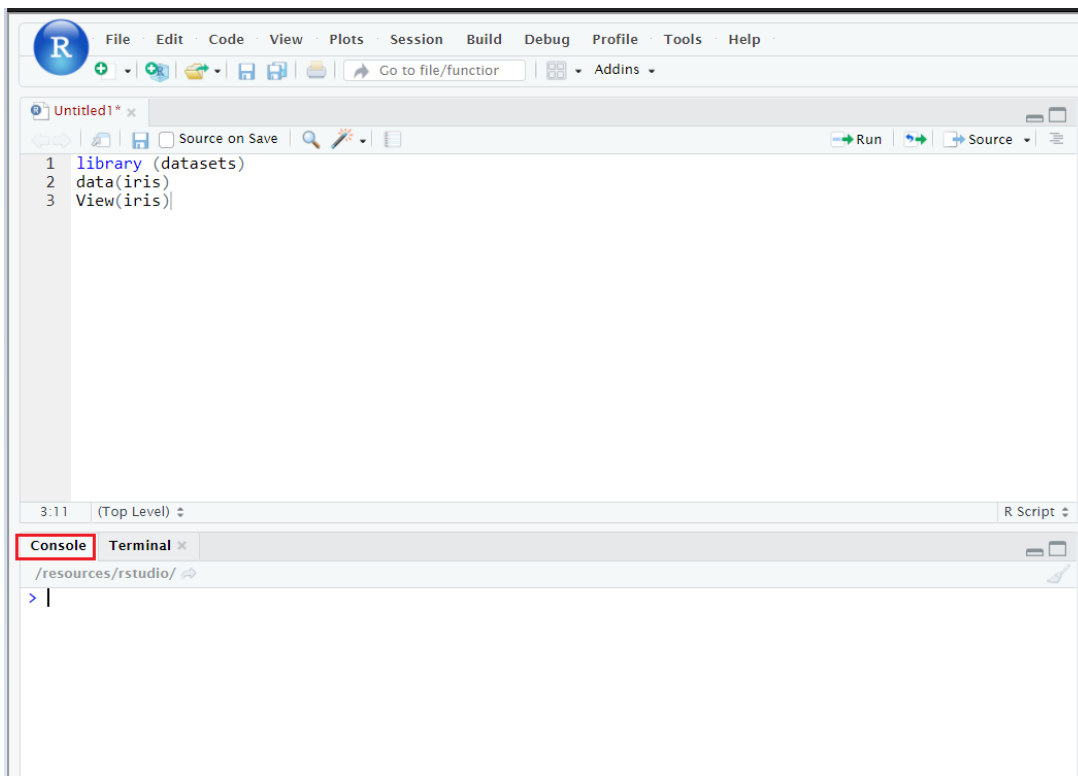 R File Edit Code View Plots Session Build Debug Profile Tools Help
R Go to file/functior Addins
R Untitled1*
Source on Save Run Source
1 library (datasets)
2 data(iris)
3 View(iris)
3:11 (Top Level) R Script
Console Terminal
/resources/rstudio/
>